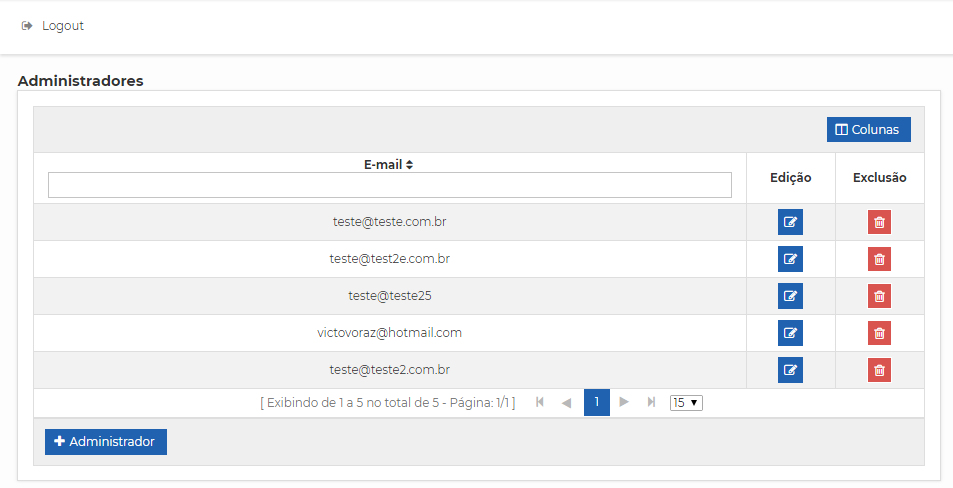 Logout
Administradores
Colunas
E-mail
Edição
Exclusão
teste@teste.com.br
teste@test2e.com.br
teste@teste25
victovoraz@hotmail.com
teste@teste2.com.br
[ Exibindo de 1 a 5 no total de 5 - Página: 1/1 ] 1 15
Administrador